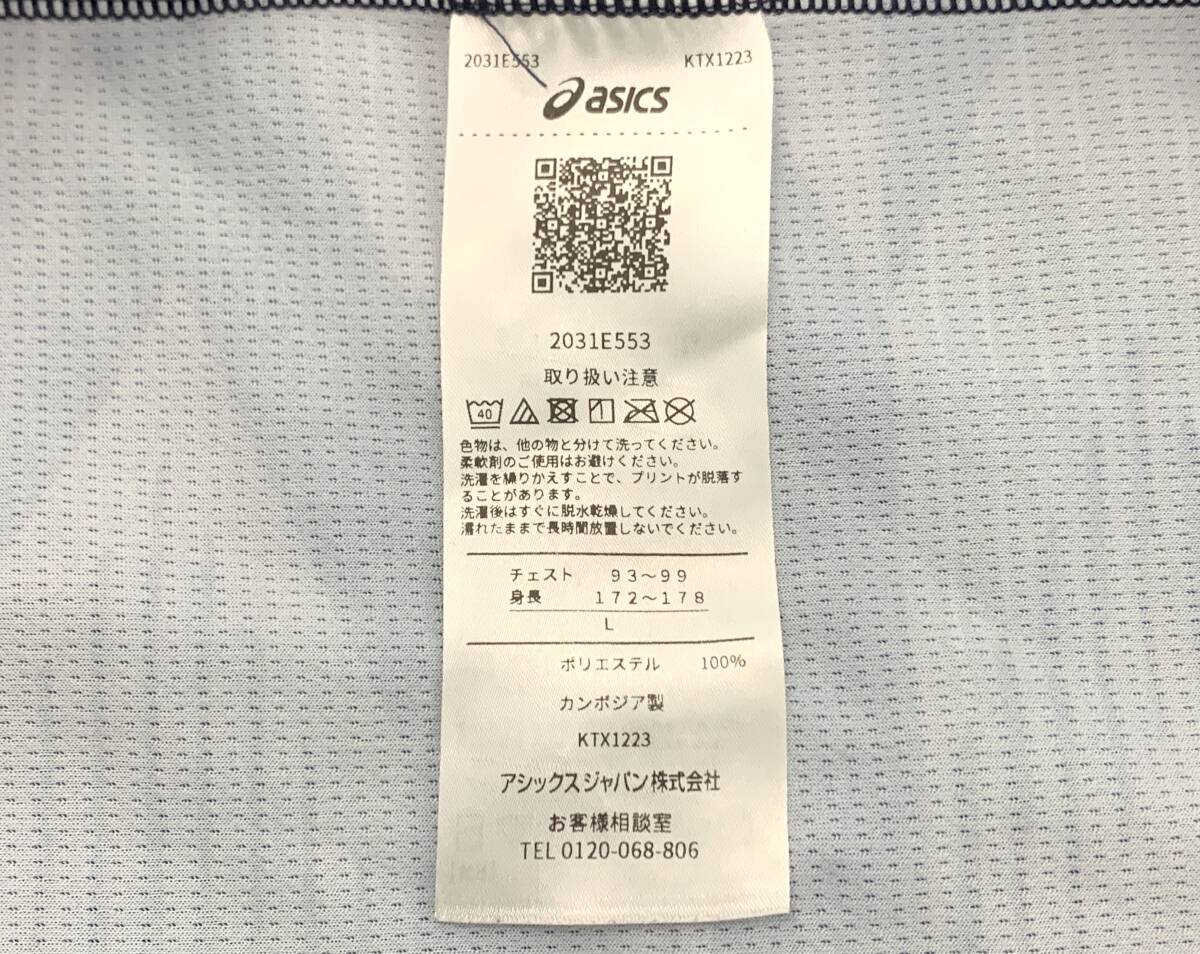 2031E553 KTX1223
asics
2031E553
取り扱い注意
40
色物は、他の物と分けて洗ってください。
柔軟剤のご使用はお避けください。
洗濯を繰りかえすことで、プリントが脱落す
ることがあります。
洗濯後はすぐに脱水乾燥してください。
濡れたままで長時間放置しないでください。
チェスト 93～99
身長 172～178
L
ポリエステル 100%
カンボジア製
KTX1223
アシックスジャパン株式会社
お客様相談室
TEL 0120-068-806